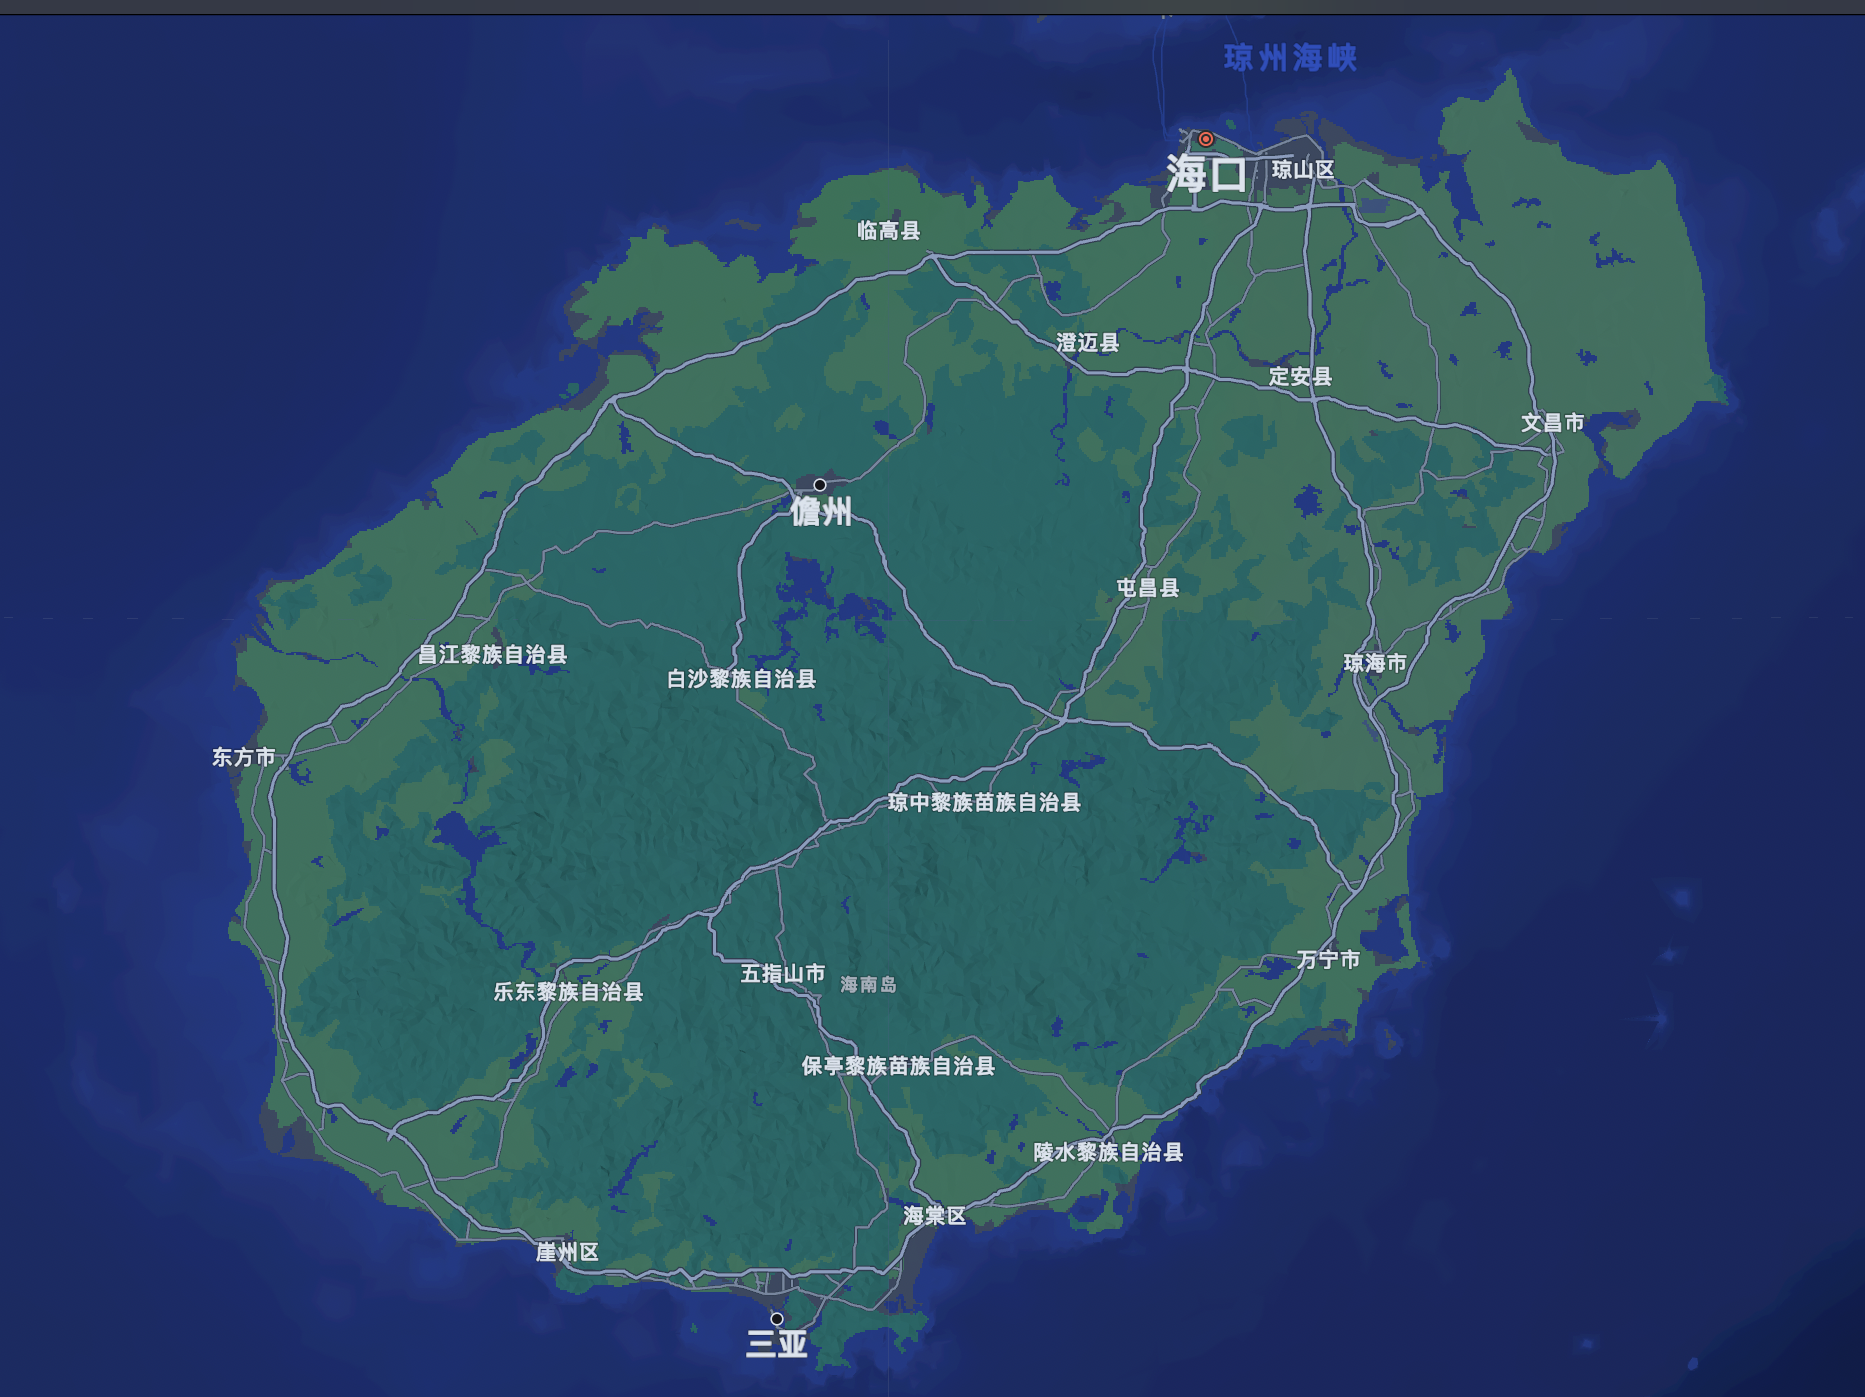 琼州海峡
海口
琼山区
临高县
澄迈县
定安县
文昌市
儋州
屯昌县
昌江黎族自治县
琼海市
白沙黎族自治县
东方市
琼中黎族苗族自治县
万宁市
五指山市
海南岛
乐东黎族自治县
保亭黎族苗族自治县
陵水黎族自治县
海棠区
崖州区
三亚